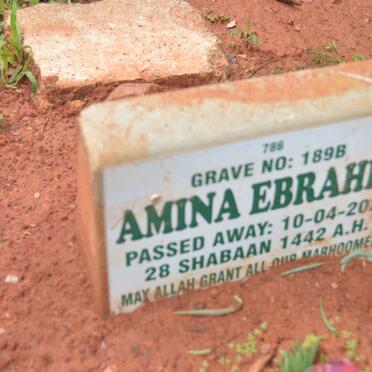 786
GRAVE NO: 189B
AMINA EBRAHI
PASSED AWAY: 10-04-20
28 SHABAAN 1442 A.H.
MAY ALLAH GRANT ALL OUR MARHOOME